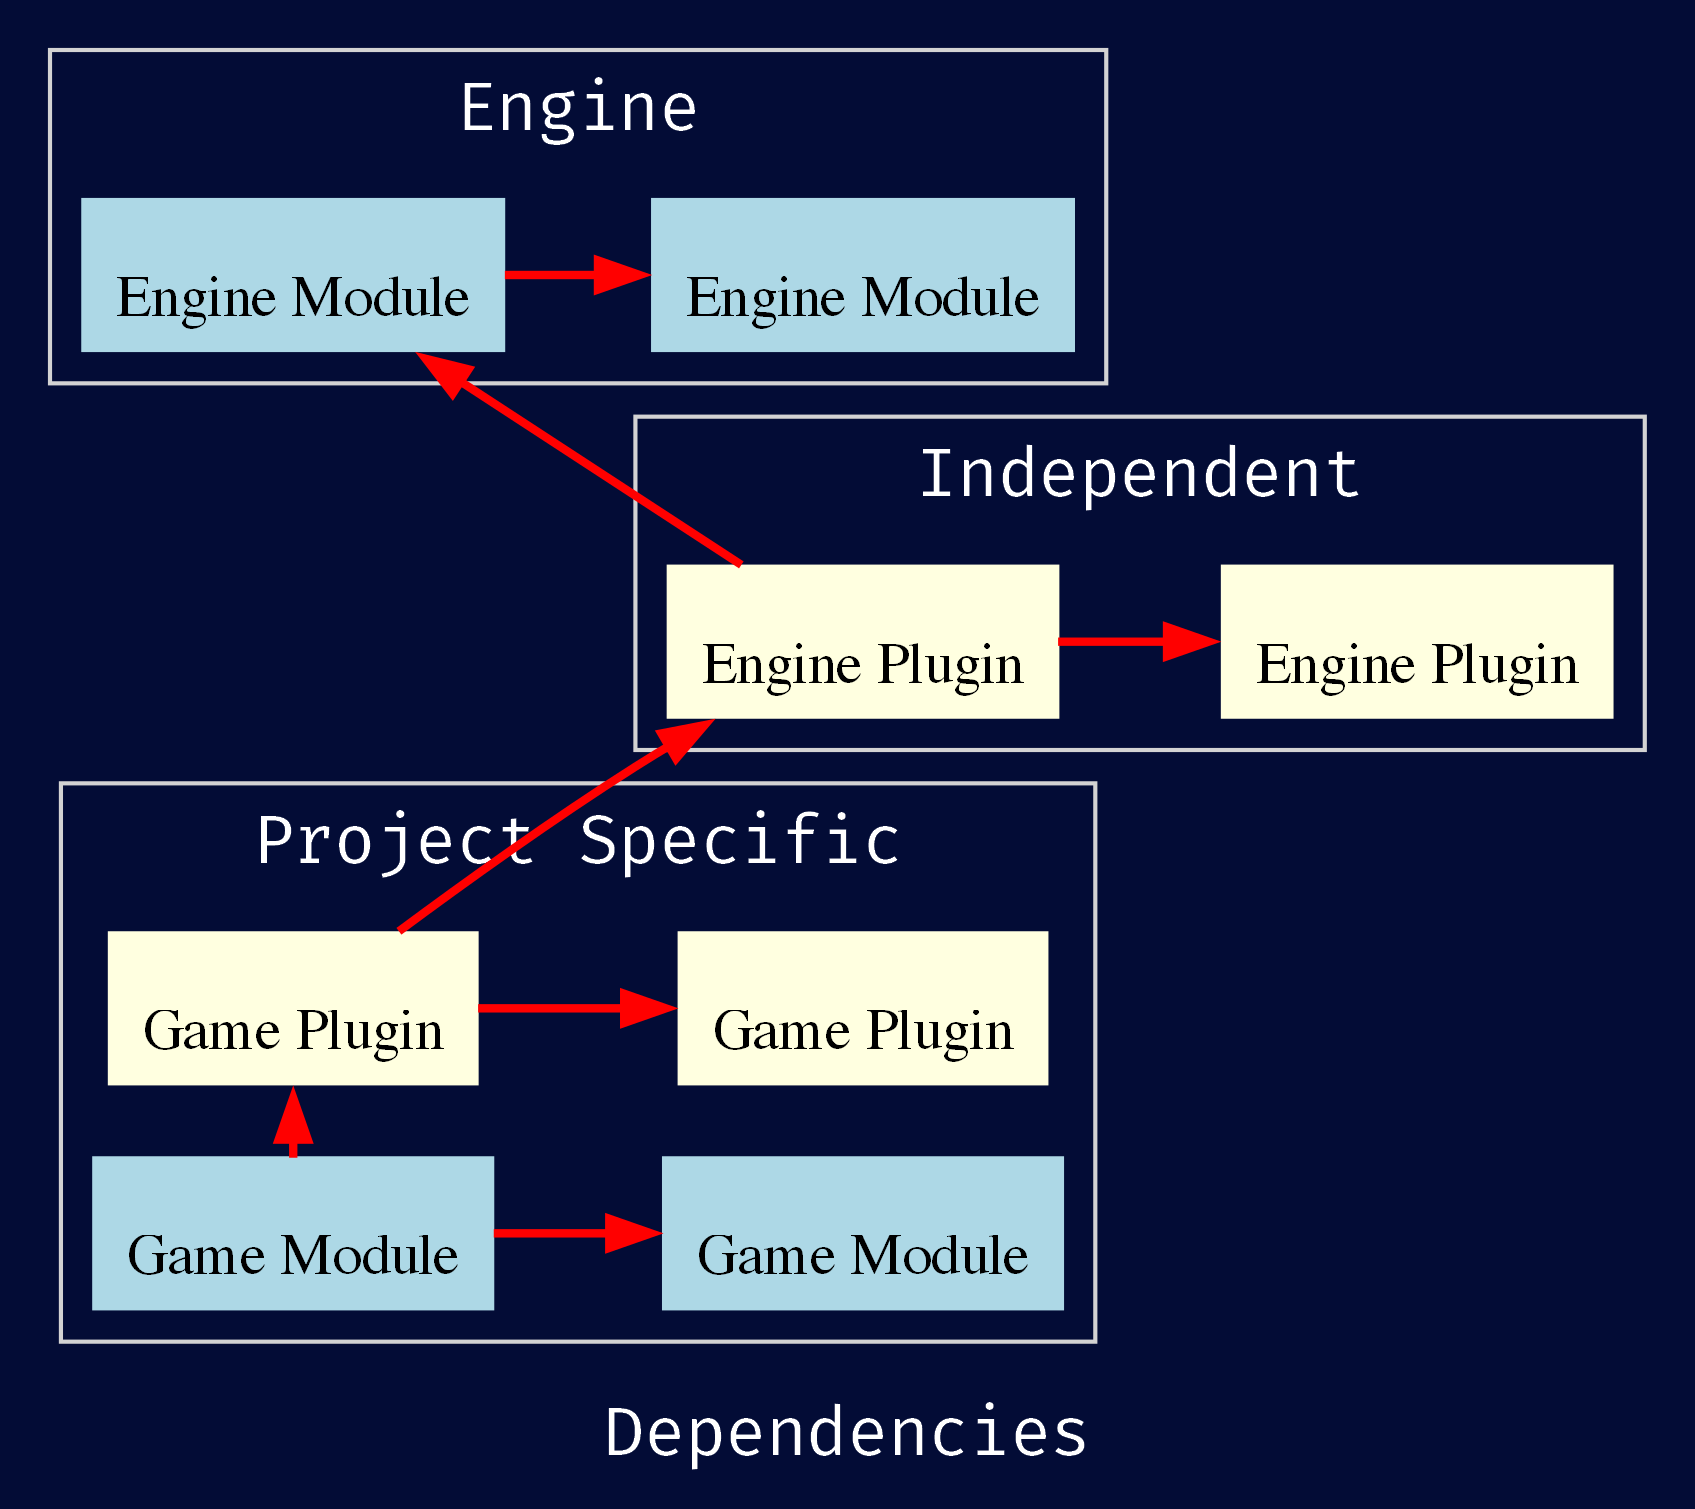 Engine
Engine Module
Engine Module
Independent
Engine Plugin
Engine Plugin
Project Specific
Game Plugin
Game Plugin
Game Module
Game Module
Dependencies